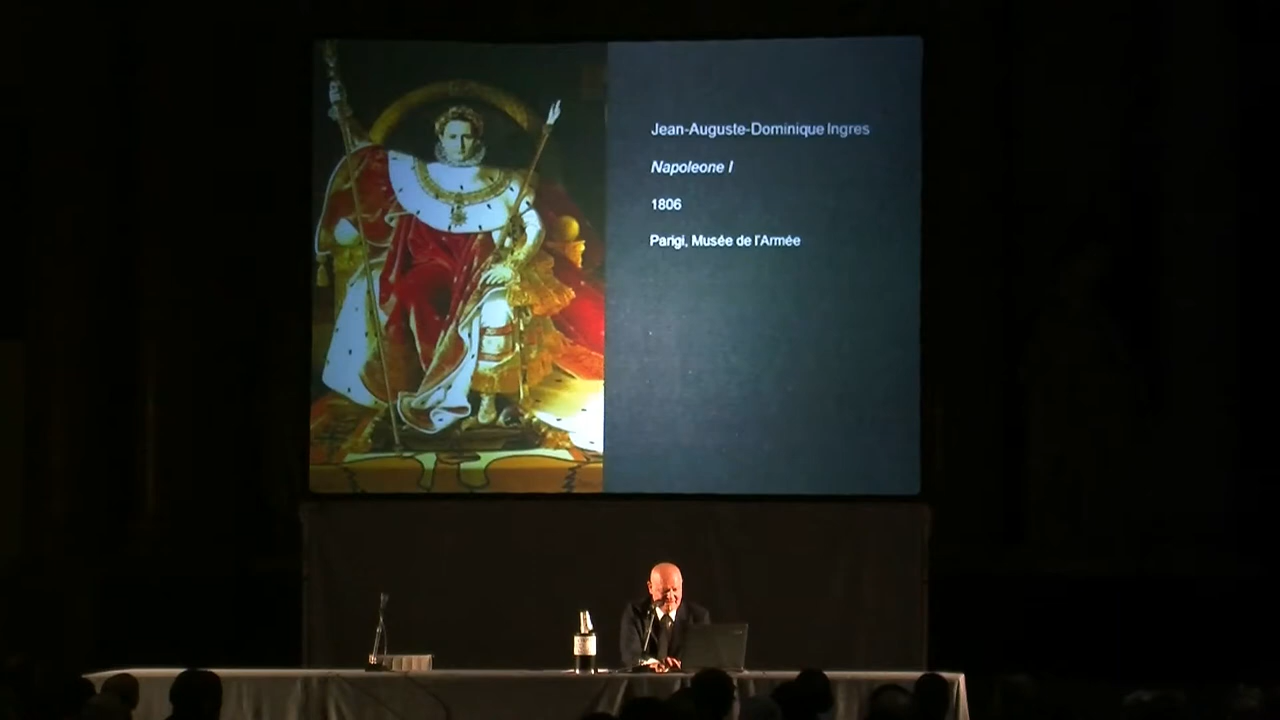 Jean-Auguste-Dominique Ingres
Napoleone I
1806
Parigi, Musée de l'Armée